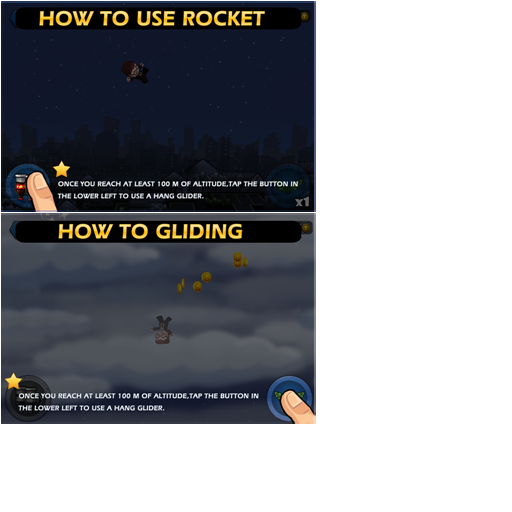 HOW TO USE ROCKET
ONCE YOU REACH AT LEAST 100 M OF ALTITUDE,TAP THE BUTTON IN
THE LOWER LEFT TO USE A HANG GLIDER.
x1
HOW TO GLIDING
ONCE YOU REACH AT LEAST 100 M OF ALTITUDE,TAP THE BUTTON IN
THE LOWER LEFT TO USE A HANG GLIDER.